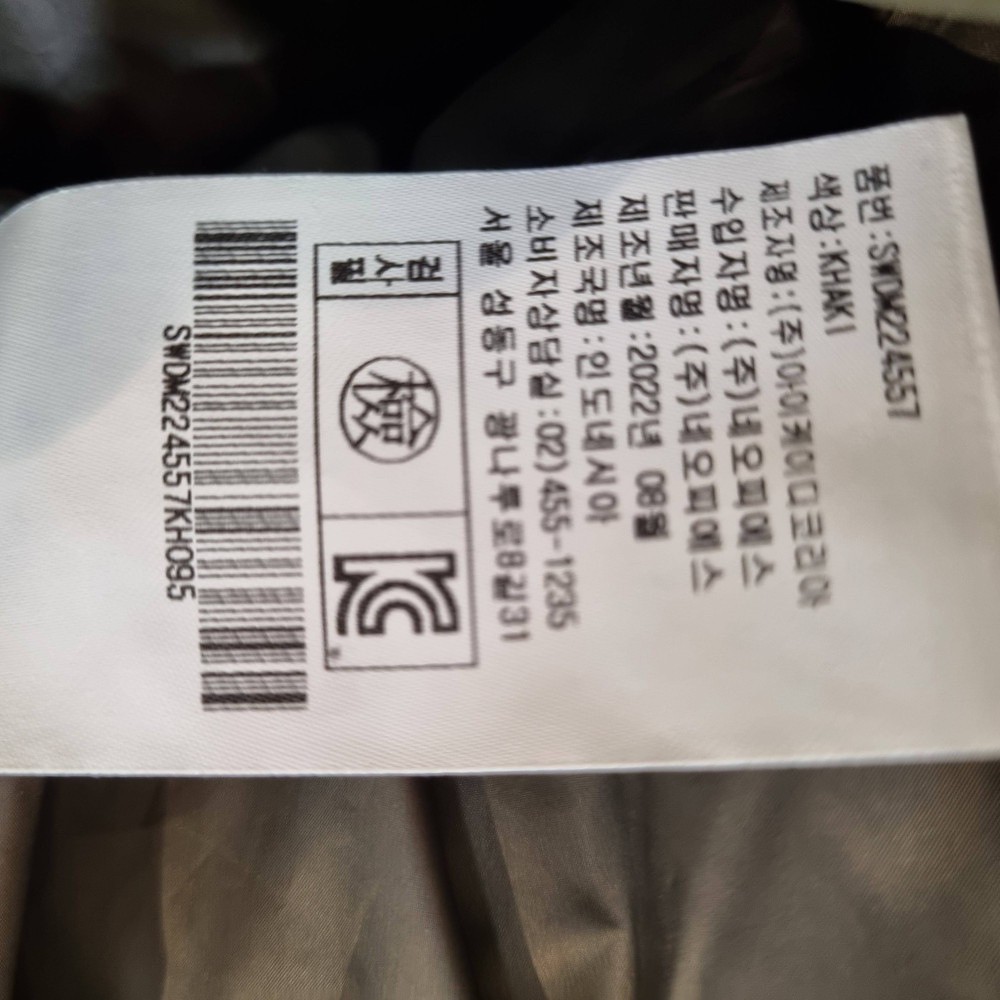 품번:SWDW224557
색상:KHAKI
제조자명:(주)아이케이디코리아
수입자명:(주)네오피에스
판매자명:(주)네오피에스
제조년월:2022년 08월
제조국명:인도네시아
소비자상담실:02)455-1235
서울 성동구 광나루로8길31
검사필
檢
KC
SWDW224557KH095